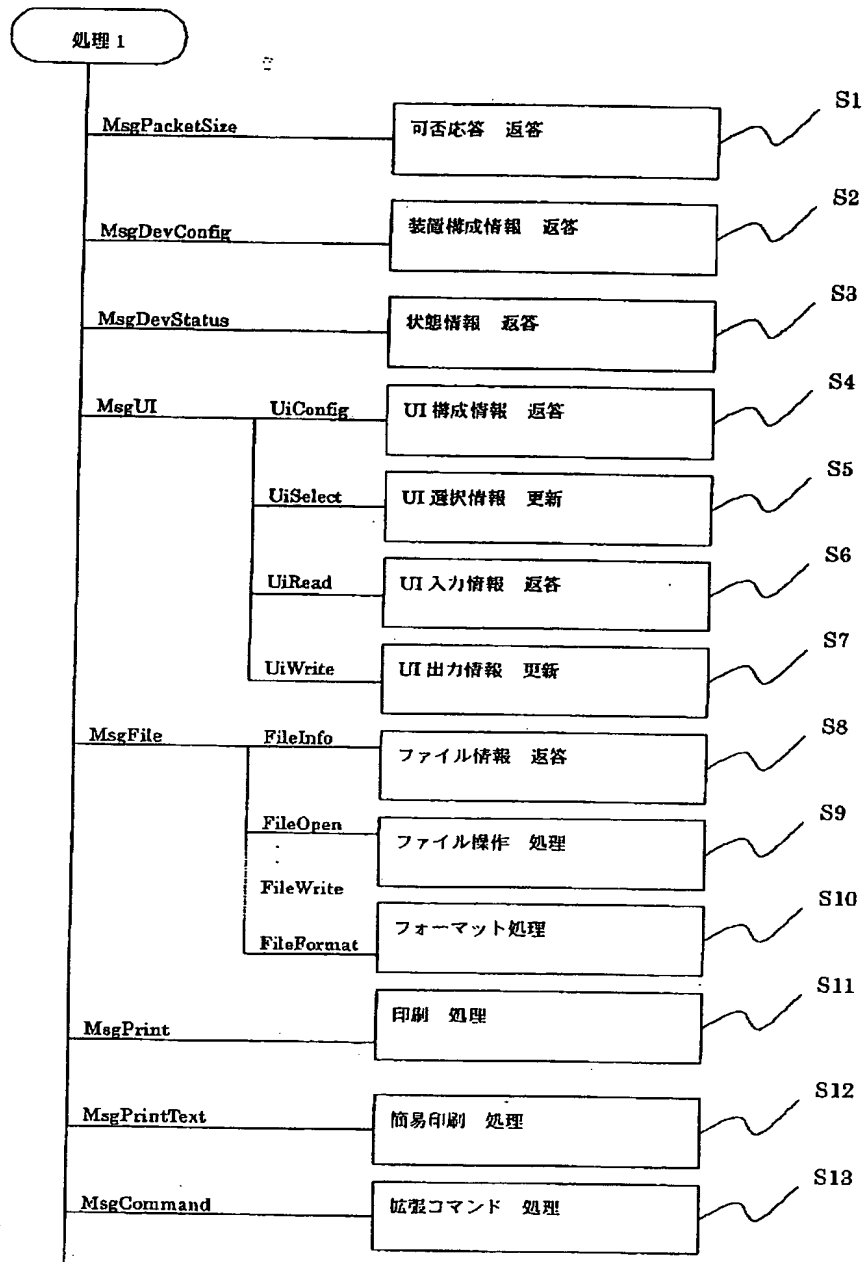 処理 1
MsgPacketSize
可否応答 返答
S1
MsgDevConfig
装置構成情報 返答
S2
MsgDevStatus
状態情報 返答
S3
MsgUI
UiConfig
UI 構成情報 返答
S4
UiSelect
UI 選択情報 更新
S5
UiRead
UI 入力情報 返答
S6
UiWrite
UI 出力情報 更新
S7
MsgFile
FileInfo
ファイル情報 返答
S8
FileOpen
ファイル操作 処理
S9
FileWrite
FileFormat
フォーマット処理
S10
MsgPrint
印刷 処理
S11
MsgPrintText
簡易印刷 処理
S12
MsgCommand
拡張コマンド 処理
S13